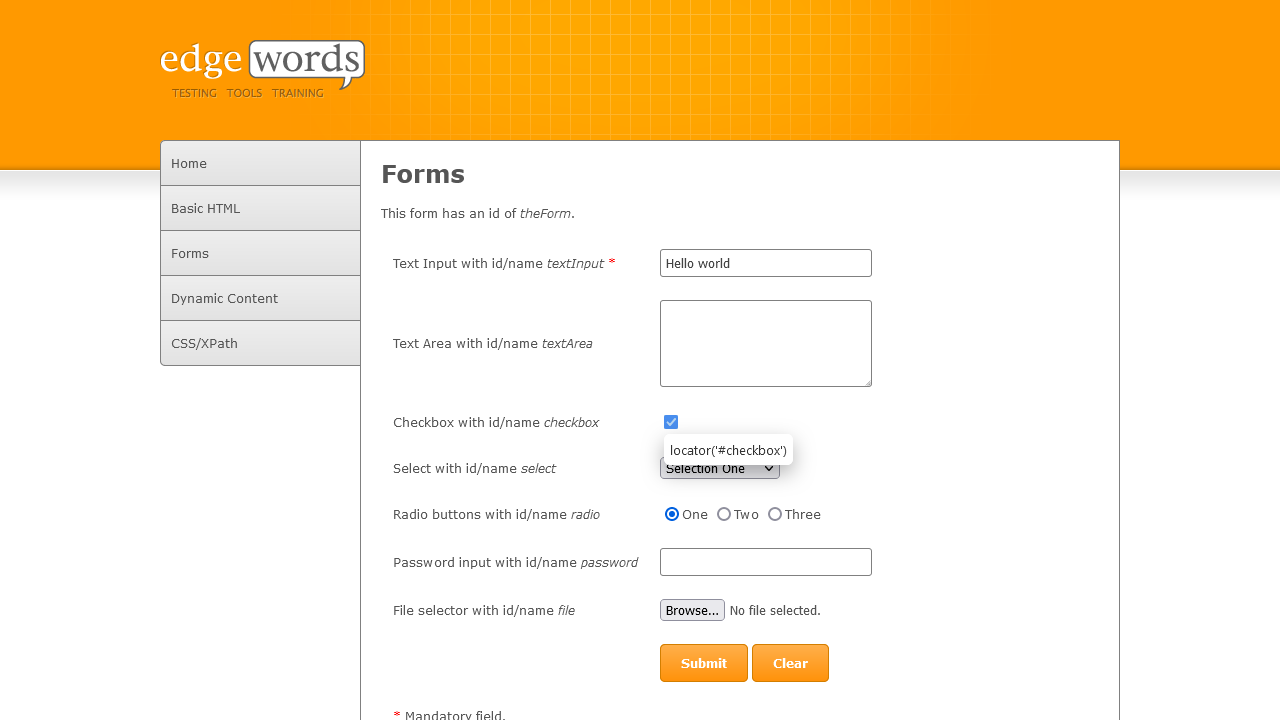 edge words
TESTING TOOLS TRAINING
Home
Basic HTML
Forms
Dynamic Content
CSS/XPath
Forms
This form has an id of theForm.
Text Input with id/name textInput *
Hello world
Text Area with id/name textArea
Checkbox with id/name checkbox
locator('#checkbox')
Select with id/name select
Selection One
Radio buttons with id/name radio
One Two Three
Password input with id/name password
File selector with id/name file
Browse... No file selected.
Submit Clear
* Mandatory field.